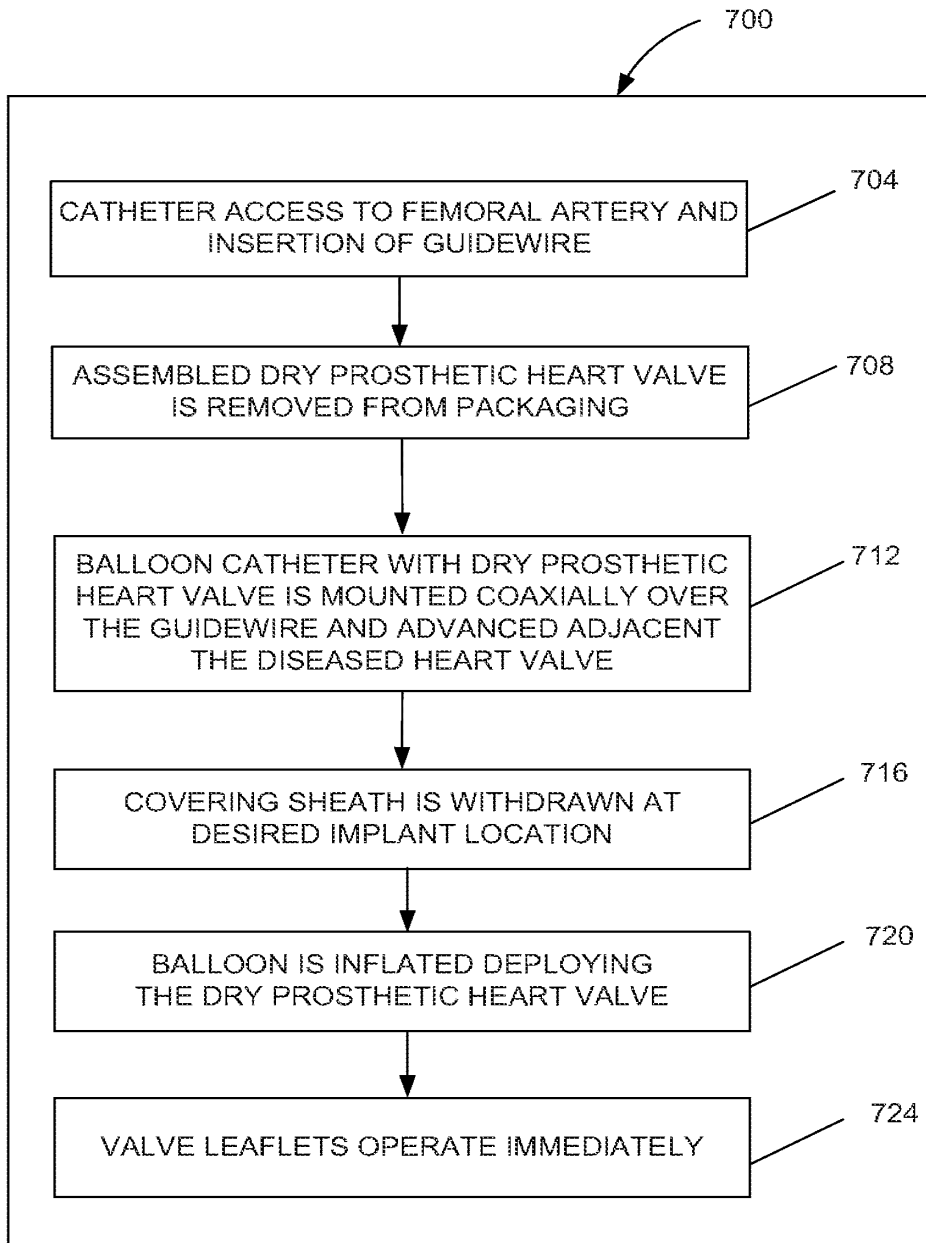 700
704
CATHETER ACCESS TO FEMORAL ARTERY AND
INSERTION OF GUIDEWIRE
708
ASSEMBLED DRY PROSTHETIC HEART VALVE
IS REMOVED FROM PACKAGING
712
BALLOON CATHETER WITH DRY PROSTHETIC
HEART VALVE IS MOUNTED COAXIALLY OVER
THE GUIDEWIRE AND ADVANCED ADJACENT
THE DISEASED HEART VALVE
716
COVERING SHEATH IS WITHDRAWN AT
DESIRED IMPLANT LOCATION
720
BALLOON IS INFLATED DEPLOYING
THE DRY PROSTHETIC HEART VALVE
724
VALVE LEAFLETS OPERATE IMMEDIATELY